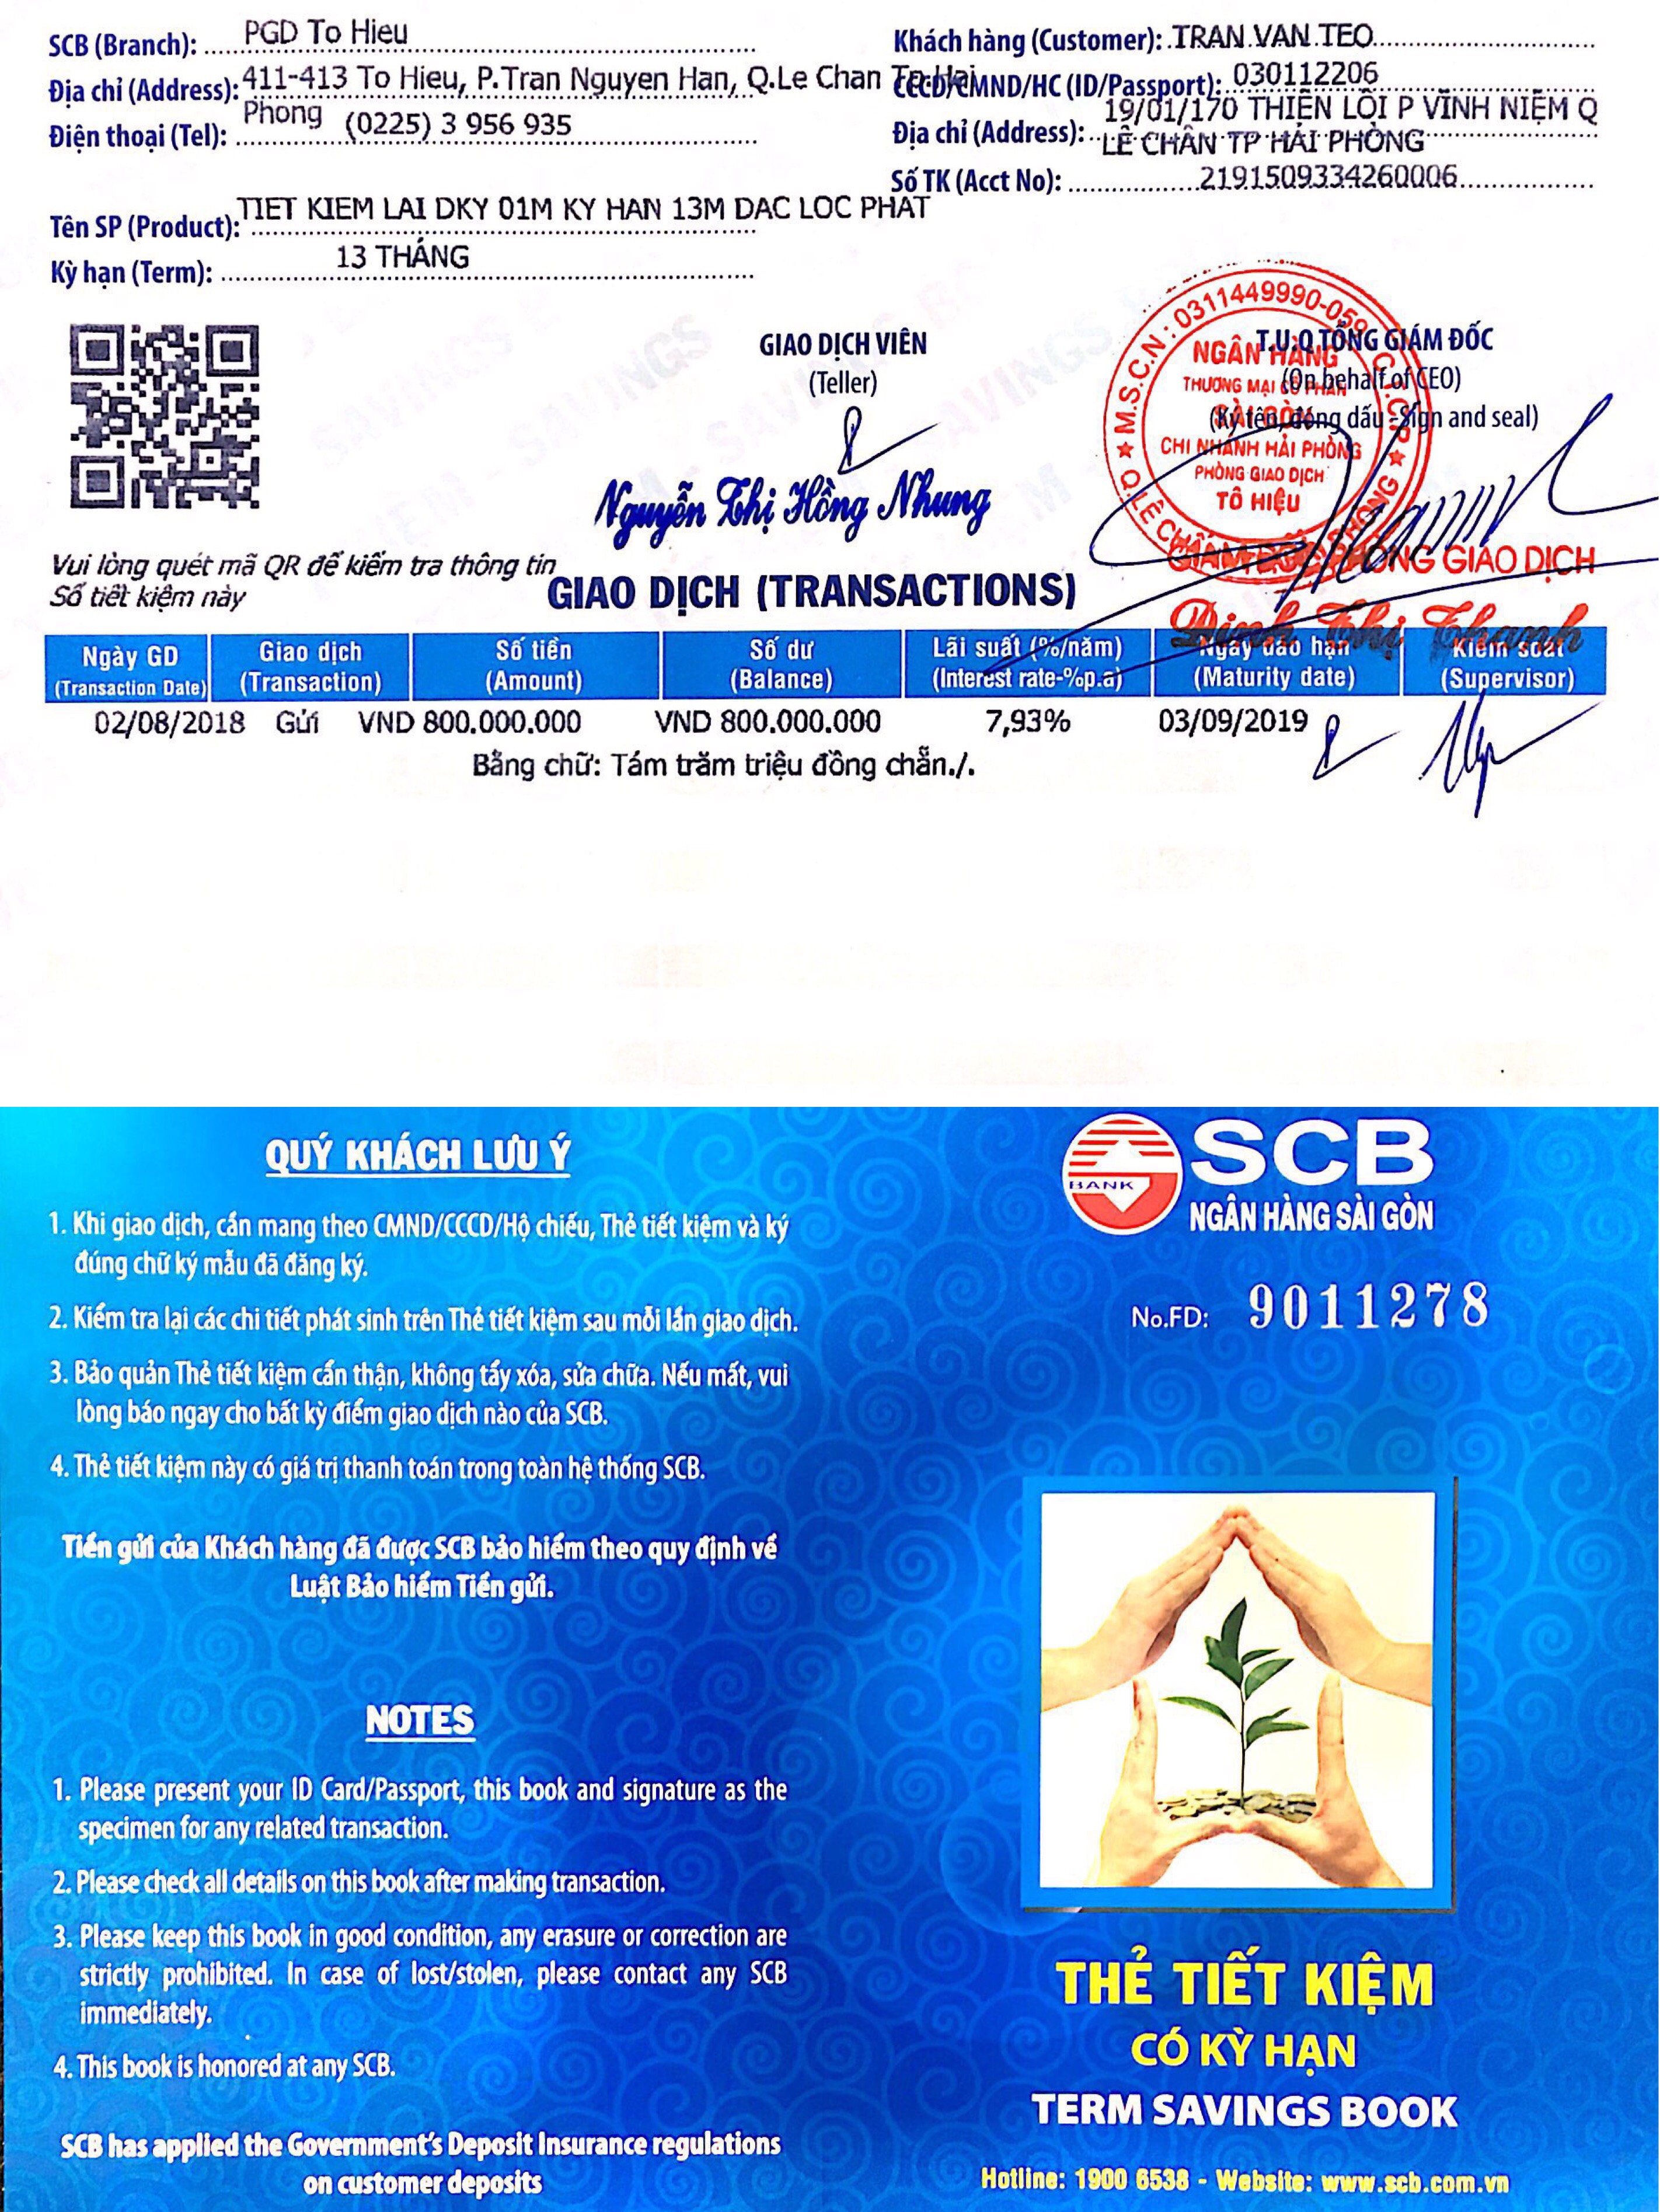 SCB (Branch): PGD To Hieu
Địa chỉ (Address): 411-413 To Hieu, P.Tran Nguyen Han, Q.Le Chan Tp Hai
Phong
Điện thoại (Tel): (0225) 3 956 935
Khách hàng (Customer): TRAN VAN TEO
CCCD/CMND/HC (ID/Passport): 030112206
Địa chỉ (Address): 19/01/170 THIÊN LÔI P VĨNH NIỆM Q
LÊ CHÂN TP HẢI PHÒNG
Số TK (Acct No): 2191509334260006
Tên SP (Product): TIET KIEM LAI DKY 01M KY HAN 13M DAC LOC PHAT
Kỳ hạn (Term): 13 THÁNG
GIAO DỊCH VIÊN
(Teller)
Nguyễn Thị Hồng Nhung
T.U.Q TỔNG GIÁM ĐỐC
(On behalf of CEO)
(Ký tên, đóng dấu - Sign and seal)
M.S.C.N: 0311449990-059 C.T.C.P
NGÂN HÀNG
THƯƠNG MẠI CỔ PHẦN
SÀI GÒN
CHI NHÁNH HẢI PHÒNG
PHÒNG GIAO DỊCH
TÔ HIỆU
Q.LÊ CHÂN
PHÒNG GIAO DỊCH
Đinh Thị Thanh
Vui lòng quét mã QR để kiểm tra thông tin
Sổ tiết kiệm này
GIAO DỊCH (TRANSACTIONS)
Ngày GD Giao dịch Số tiền Số dư Lãi suất (%/năm) Ngày đáo hạn Kiểm soát
(Transaction Date) (Transaction) (Amount) (Balance) (Interest rate-%p.a) (Maturity date) (Supervisor)
02/08/2018 Gửi VND 800.000.000 VND 800.000.000 7,93% 03/09/2019
Bằng chữ: Tám trăm triệu đồng chẵn./.
QUÝ KHÁCH LƯU Ý
1. Khi giao dịch, cần mang theo CMND/CCCD/Hộ chiếu, Thẻ tiết kiệm và ký
đúng chữ ký mẫu đã đăng ký.
2. Kiểm tra lại các chi tiết phát sinh trên Thẻ tiết kiệm sau mỗi lần giao dịch.
3. Bảo quản Thẻ tiết kiệm cẩn thận, không tẩy xóa, sửa chữa. Nếu mất, vui
lòng báo ngay cho bất kỳ điểm giao dịch nào của SCB.
4. Thẻ tiết kiệm này có giá trị thanh toán trong toàn hệ thống SCB.
Tiền gửi của Khách hàng đã được SCB bảo hiểm theo quy định về
Luật Bảo hiểm Tiền gửi.
NOTES
1. Please present your ID Card/Passport, this book and signature as the
specimen for any related transaction.
2. Please check all details on this book after making transaction.
3. Please keep this book in good condition, any erasure or correction are
strictly prohibited. In case of lost/stolen, please contact any SCB
immediately.
4. This book is honored at any SCB.
SCB has applied the Government's Deposit Insurance regulations
on customer deposits
BANK
SCB
NGÂN HÀNG SÀI GÒN
No.FD: 9011278
THẺ TIẾT KIỆM
CÓ KỲ HẠN
TERM SAVINGS BOOK
Hotline: 1900 6538 - Website: www.scb.com.vn